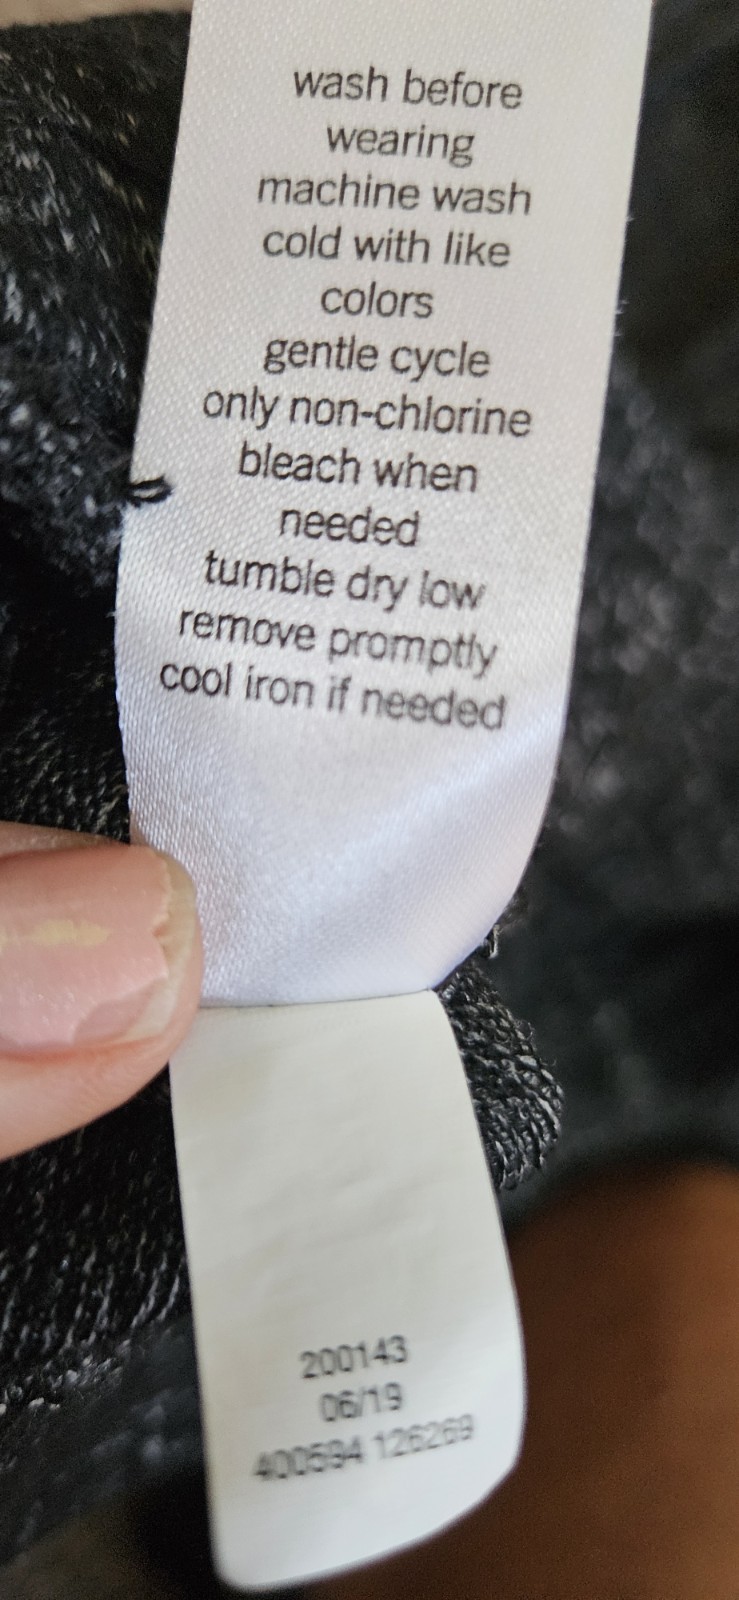 wash before
wearing
machine wash
cold with like
colors
gentle cycle
only non-chlorine
bleach when
needed
tumble dry low
remove promptly
cool iron if needed
200143
06/19
400594 126269